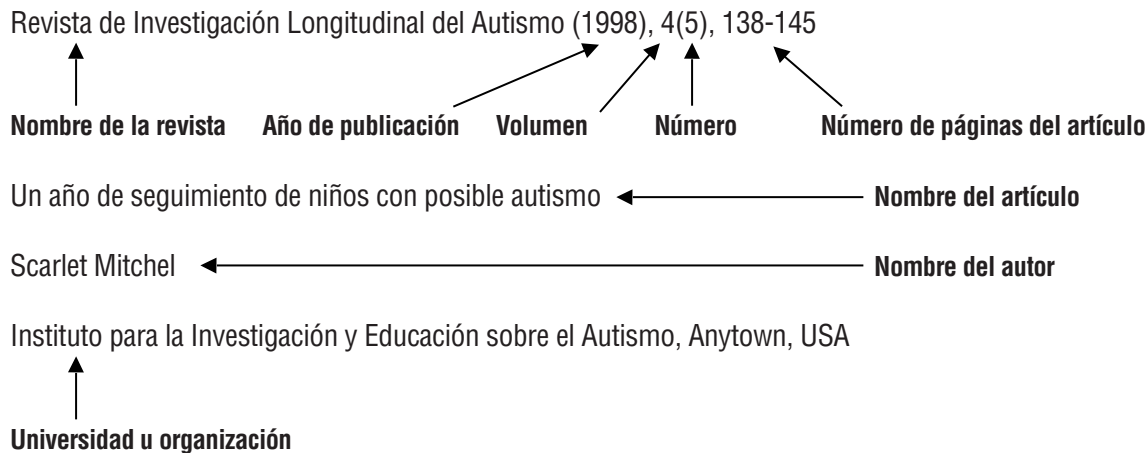 Revista de Investigación Longitudinal del Autismo (1998), 4(5), 138-145
Nombre de la revista Año de publicación Volumen Número Número de páginas del artículo
Un año de seguimiento de niños con posible autismo Nombre del artículo
Scarlet Mitchel Nombre del autor
Instituto para la Investigación y Educación sobre el Autismo, Anytown, USA
Universidad u organización